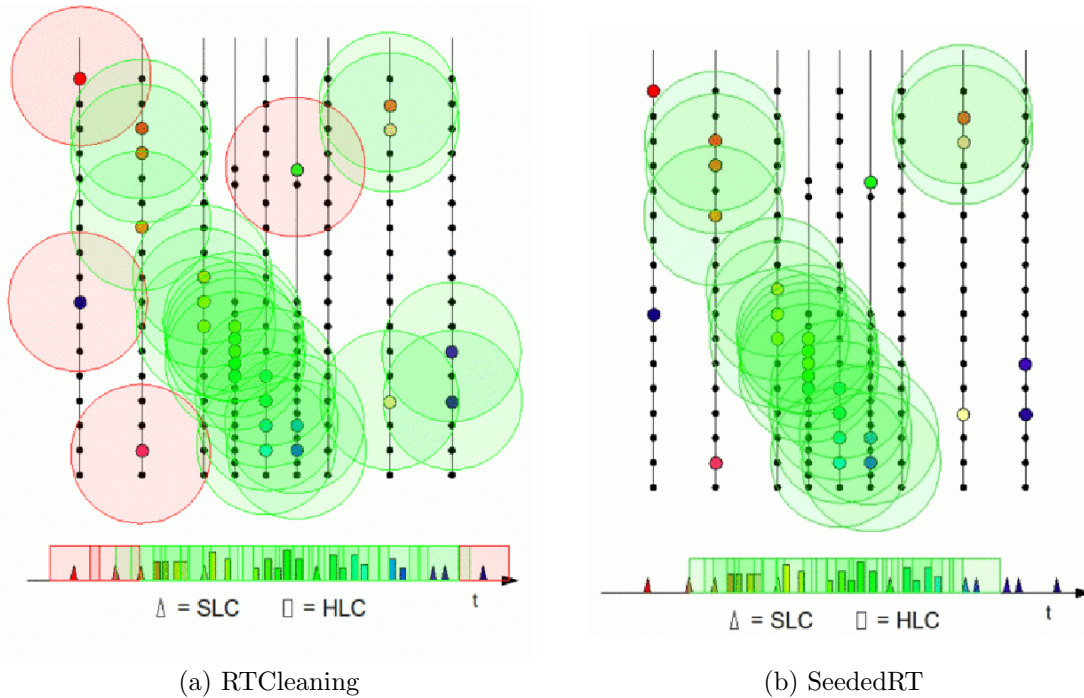 t
△ = SLC ▯ = HLC
(a) RTCleaning
t
△ = SLC ▯ = HLC
(b) SeededRT